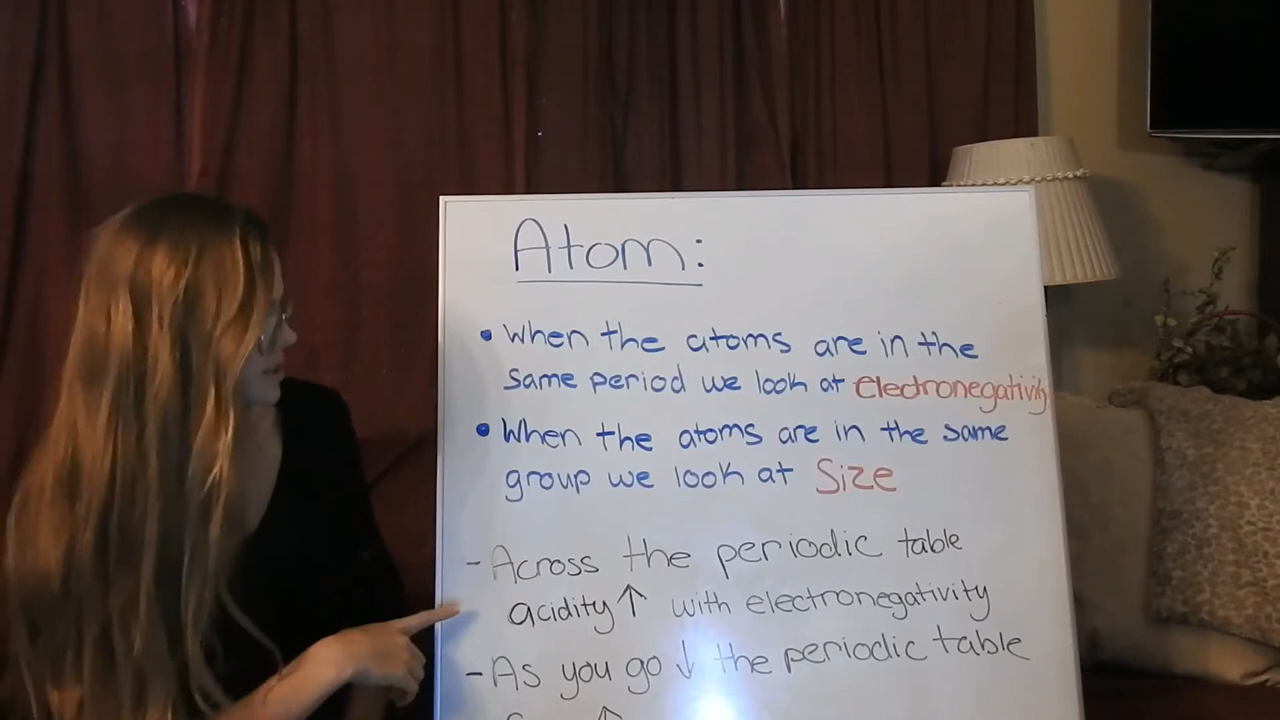 Atom:
• When the atoms are in the
same period we look at Electronegativity
• When the atoms are in the same
group we look at Size
- Across the periodic table
acidity ↑ with electronegativity
- As you go ↓ the periodic table